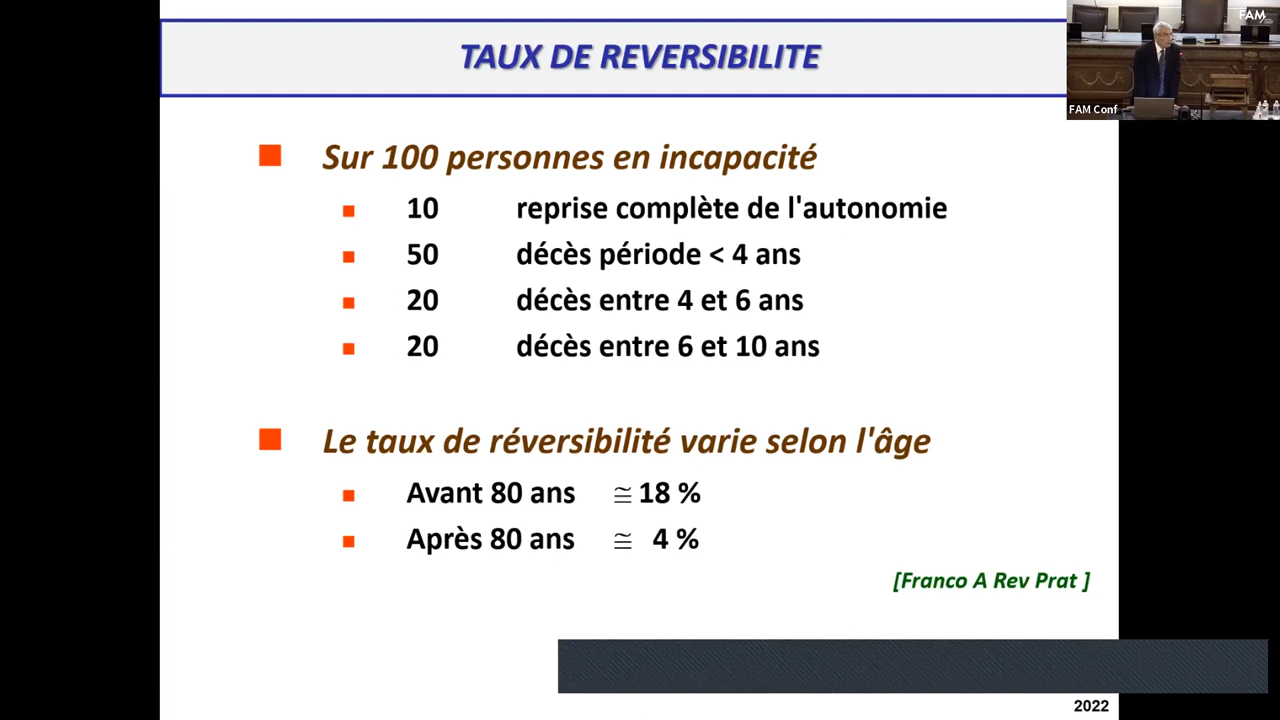 TAUX DE REVERSIBILITE
FAM
FAM Conf
Sur 100 personnes en incapacité
10 reprise complète de l'autonomie
50 décès période < 4 ans
20 décès entre 4 et 6 ans
20 décès entre 6 et 10 ans
Le taux de réversibilité varie selon l'âge
Avant 80 ans ≅ 18 %
Après 80 ans ≅ 4 %
[Franco A Rev Prat ]
2022